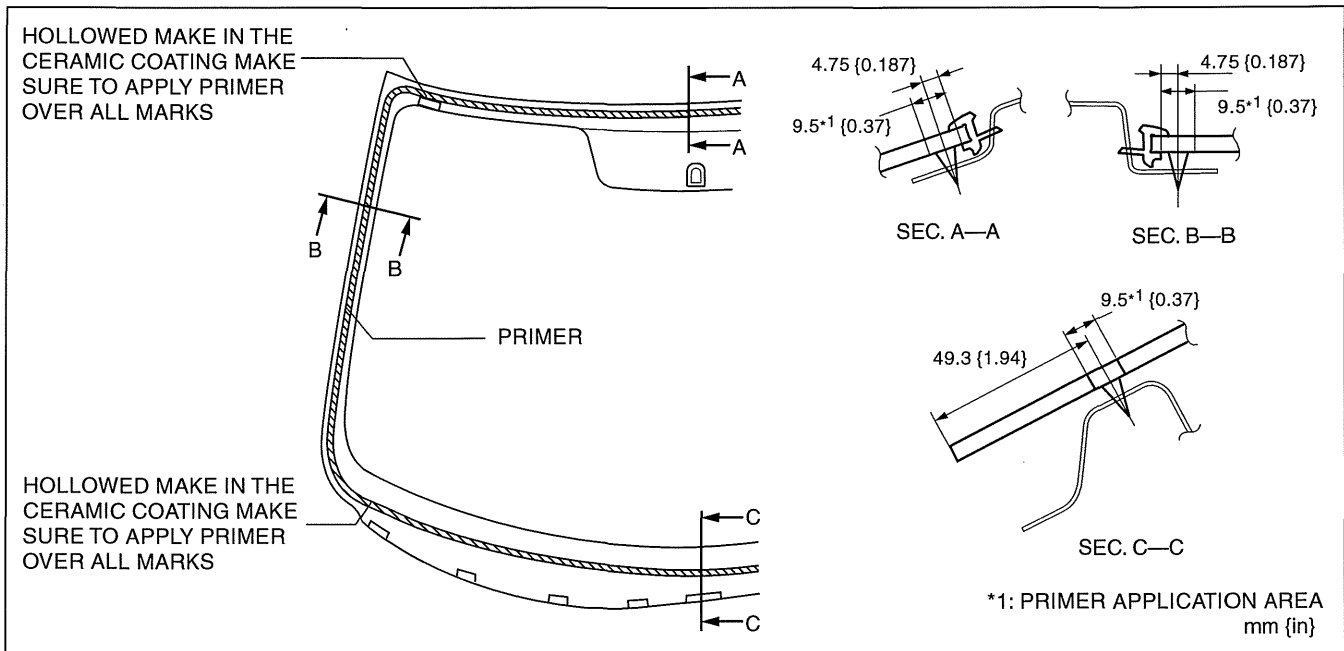 HOLLOWED MAKE IN THE
CERAMIC COATING MAKE
SURE TO APPLY PRIMER
OVER ALL MARKS
A
A
B
B
PRIMER
HOLLOWED MAKE IN THE
CERAMIC COATING MAKE
SURE TO APPLY PRIMER
OVER ALL MARKS
C
C
4.75 {0.187}
9.5*1 {0.37}
SEC. A—A
4.75 {0.187}
9.5*1 {0.37}
SEC. B—B
9.5*1 {0.37}
49.3 {1.94}
SEC. C—C
*1: PRIMER APPLICATION AREA
mm {in}